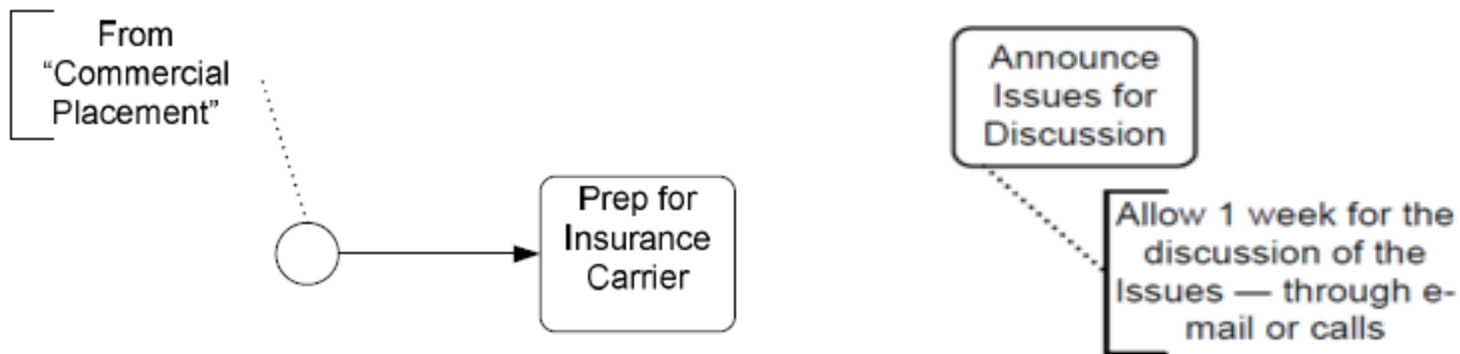 From
“Commercial
Placement”
Prep for
Insurance
Carrier
Announce
Issues for
Discussion
Allow 1 week for the
discussion of the
Issues — through e-
mail or calls